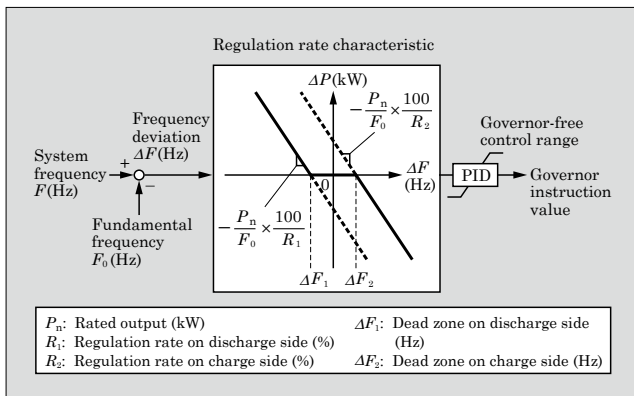 Regulation rate characteristic
ΔP(kW)
− Pn/F0 × 100/R2
Frequency
deviation
ΔF(Hz)
Governor-free
control range
System
frequency
F(Hz)
+
−
0
ΔF
(Hz)
PID
Governor
instruction
value
Fundamental
frequency
F0(Hz)
− Pn/F0 × 100/R1
ΔF1
ΔF2
Pn: Rated output (kW)
R1: Regulation rate on discharge side (%)
R2: Regulation rate on charge side (%)
ΔF1: Dead zone on discharge side
(Hz)
ΔF2: Dead zone on charge side (Hz)